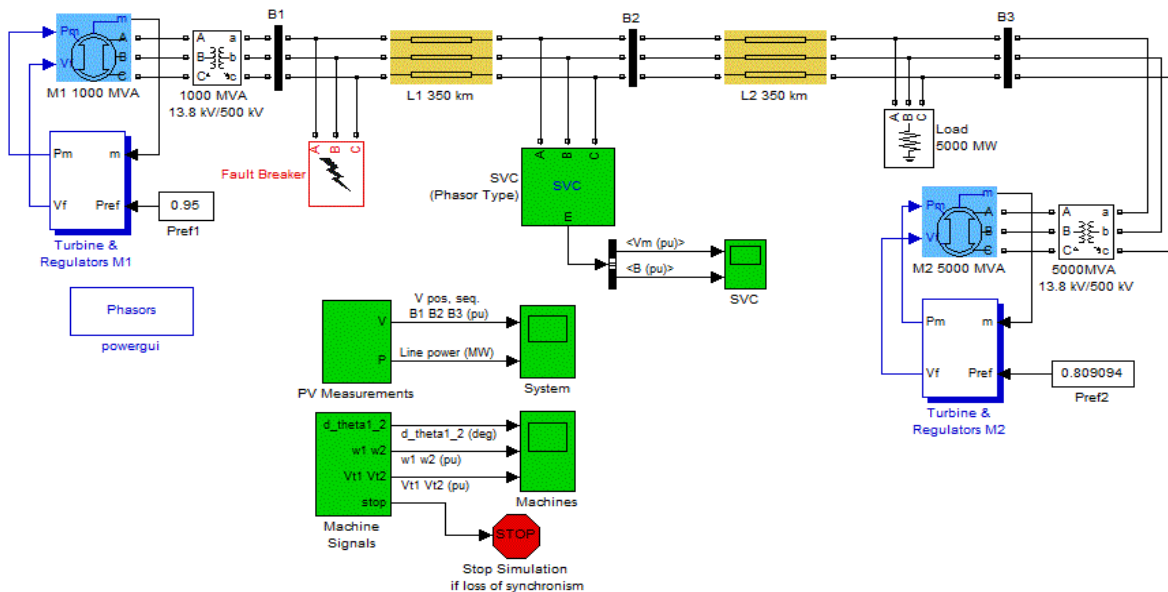 B1
B2
B3
m
Pm
Vf
A
B
C
M1 1000 MVA
A a
B b
C c
1000 MVA
13.8 kV/500 kV
L1 350 km
L2 350 km
A B C
Fault Breaker
A B C
SVC
E
SVC
(Phasor Type)
A B C
Load
5000 MW
Pm m
Vf Pref
0.95
Pref1
Turbine &
Regulators M1
<Vm (pu)>
<B (pu)>
SVC
m
Pm
Vf
A
B
C
M2 5000 MVA
A a
B b
C c
5000MVA
13.8 kV/500 kV
Phasors
powergui
V pos, seq.
B1 B2 B3 (pu)
V
Line power (MW)
P
PV Measurements
System
Pm m
Vf Pref
0.809094
Pref2
Turbine &
Regulators M2
d_theta1_2
d_theta1_2 (deg)
w1 w2
w1 w2 (pu)
Vt1 Vt2
Vt1 Vt2 (pu)
stop
Machine
Signals
Machines
STOP
Stop Simulation
if loss of synchronism